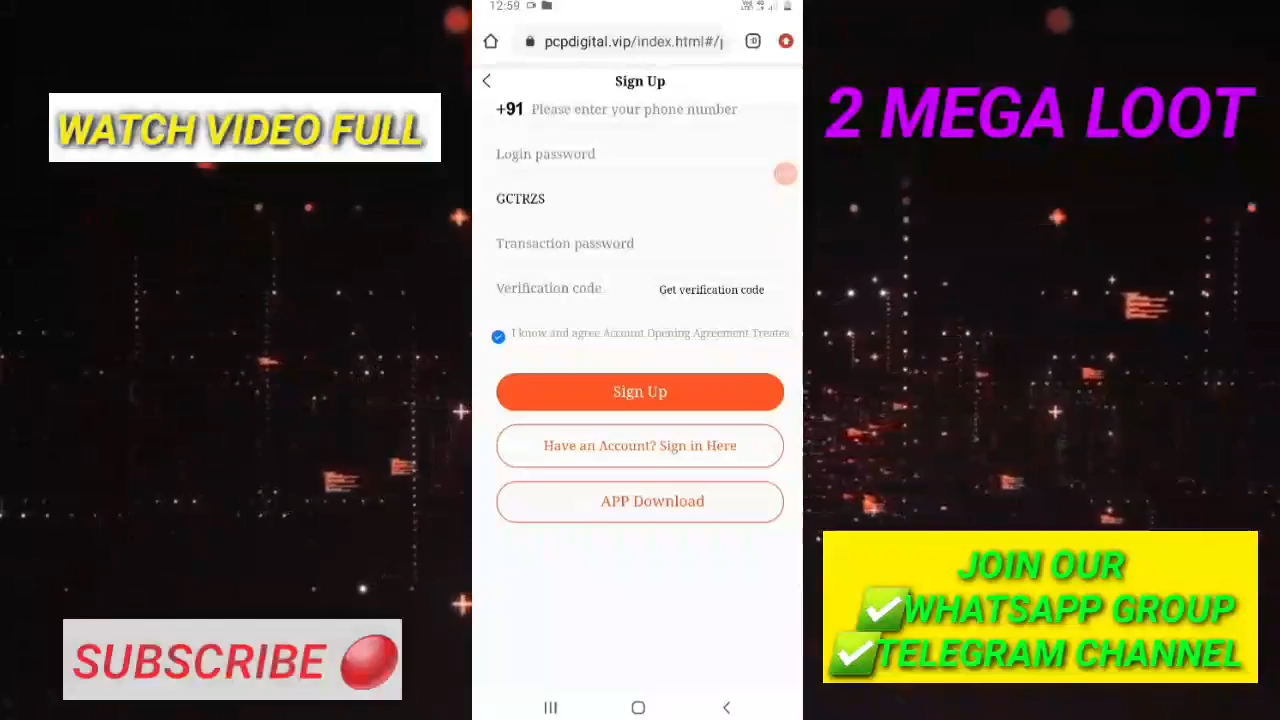 WATCH VIDEO FULL
SUBSCRIBE
12:59
pcpdigital.vip/index.html#/
Sign Up
+91 Please enter your phone number
Login password
GCTRZS
Transaction password
Verification code Get verification code
I know and agree Account Opening Agreement Treates
Sign Up
Have an Account? Sign in Here
APP Download
2 MEGA LOOT
JOIN OUR
✅WHATSAPP GROUP
✅TELEGRAM CHANNEL